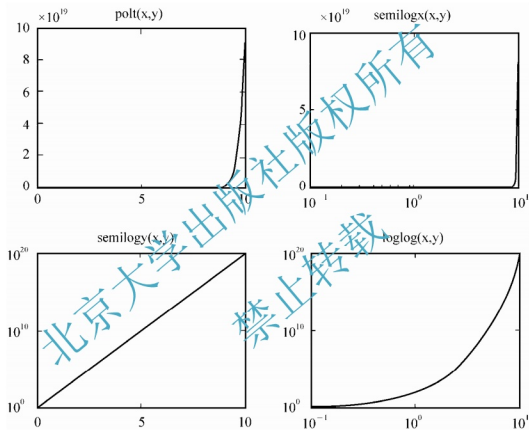 polt(x,y)
×10¹⁹
10
8
6
4
2
0
0 5 10
semilogx(x,y)
×10¹⁹
10
5
0
10⁻¹ 10⁰ 10¹
semilogy(x,y)
10²⁰
10¹⁰
10⁰
0 5 10
loglog(x,y)
10²⁰
10¹⁰
10⁰
10⁻¹ 10⁰ 10¹
北京大学出版社版权所有
禁止转载